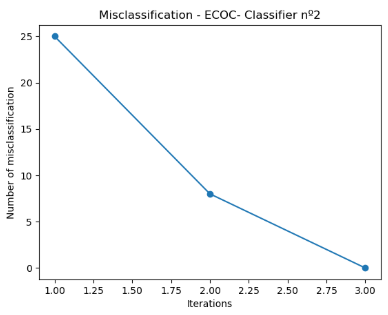 Misclassification - ECOC- Classifier nº2
Number of misclassification
25
20
15
10
5
0
1.00 1.25 1.50 1.75 2.00 2.25 2.50 2.75 3.00
Iterations